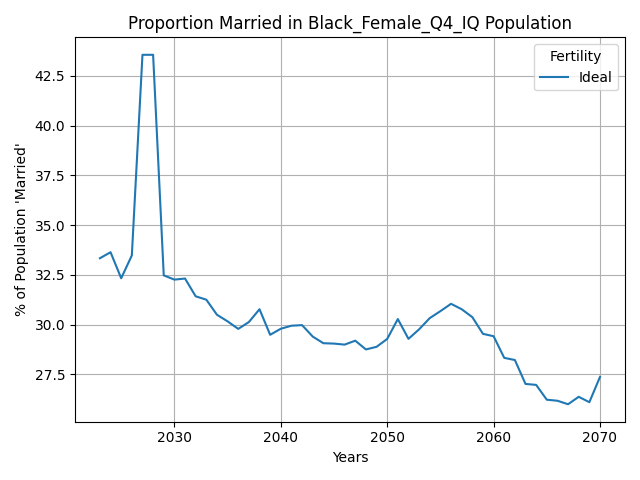 Proportion Married in Black_Female_Q4_IQ Population
Fertility
Ideal
% of Population 'Married'
42.5
40.0
37.5
35.0
32.5
30.0
27.5
2030
2040
2050
2060
2070
Years